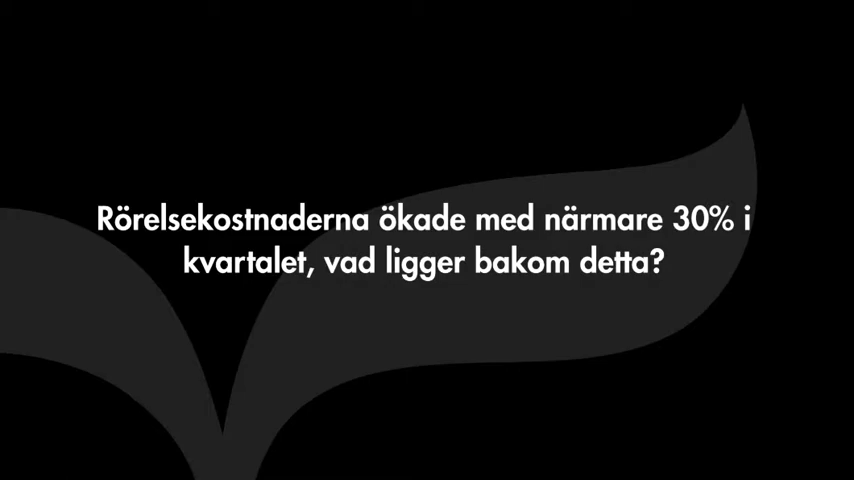 Rörelsekostnaderna ökade med närmare 30% i
kvartalet, vad ligger bakom detta?